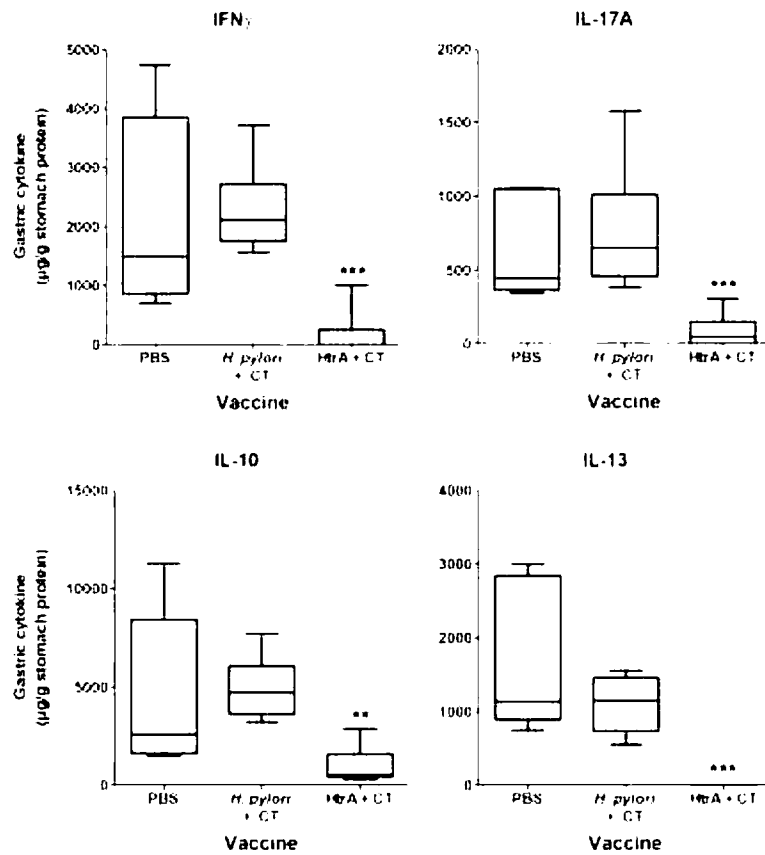 IFNγ
5000
4000
3000
2000
1000
0
Gastric cytokine
(µg/g stomach protein)
***
PBS
H. pylori
+ CT
HtrA + CT
Vaccine
IL-17A
2000
1500
1000
500
0
***
PBS
H. pylori
+ CT
HtrA + CT
Vaccine
IL-10
15000
10000
5000
0
Gastric cytokine
(µg/g stomach protein)
**
PBS
H. pylori
+ CT
HtrA + CT
Vaccine
IL-13
4000
3000
2000
1000
0
***
PBS
H. pylori
+ CT
HtrA + CT
Vaccine